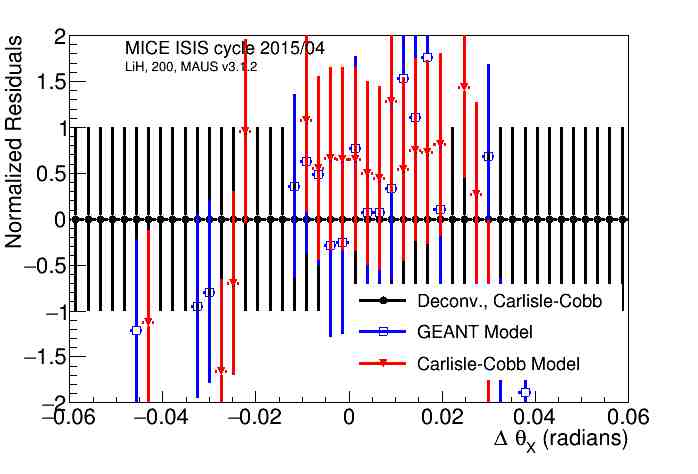 MICE ISIS cycle 2015/04
LiH, 200, MAUS v3.1.2
Normalized Residuals
2
1.5
1
0.5
0
−0.5
−1
−1.5
−2
Deconv., Carlisle-Cobb
GEANT Model
Carlisle-Cobb Model
−0.06 −0.04 −0.02 0 0.02 0.04 0.06
Δ θX (radians)